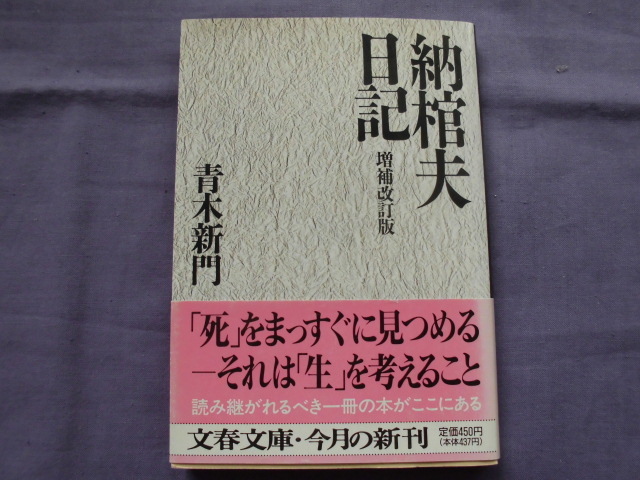 納棺夫
日記
増補改訂版
青木新門
「死」をまっすぐに見つめる
―それは「生」を考えること
読み継がれるべき一冊の本がここにある
文春文庫・今月の新刊
定価450円
(本体437円)